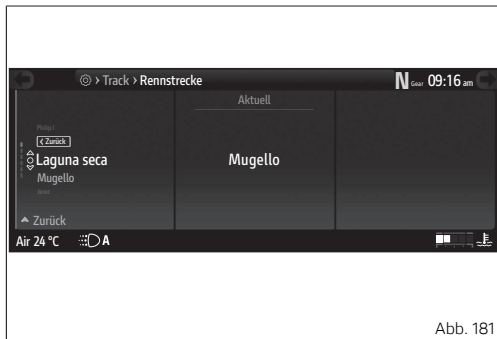 Track › Rennstrecke
N Gear 09:16 am
Aktuell
‹ Zurück
Laguna seca
Mugello
Mugello
Zurück
Air 24 °C
A
Abb. 181